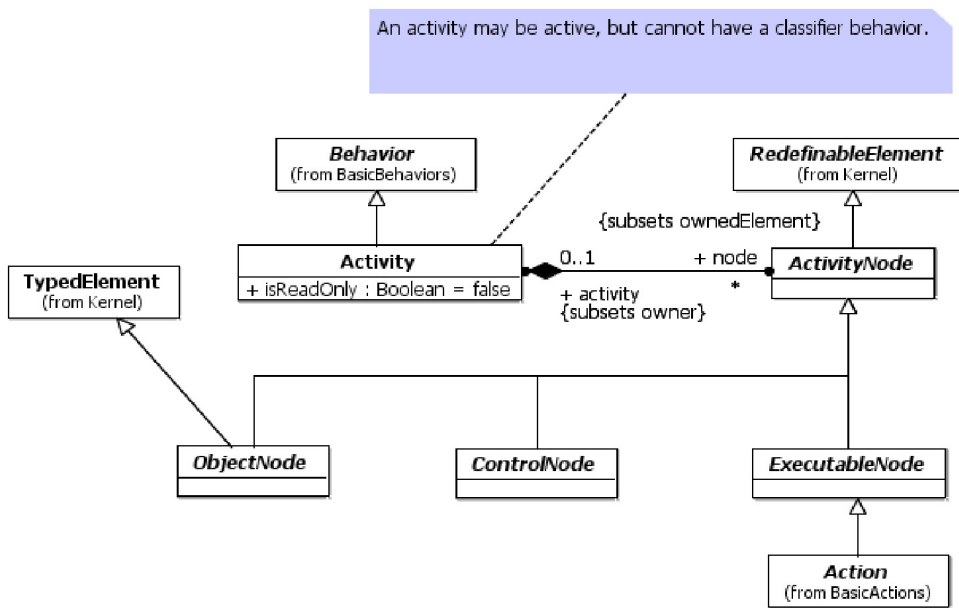 An activity may be active, but cannot have a classifier behavior.
Behavior
(from BasicBehaviors)
RedefinableElement
(from Kernel)
{subsets ownedElement}
Activity
+ isReadOnly : Boolean = false
0..1
+ node
*
+ activity
{subsets owner}
ActivityNode
TypedElement
(from Kernel)
ObjectNode
ControlNode
ExecutableNode
Action
(from BasicActions)